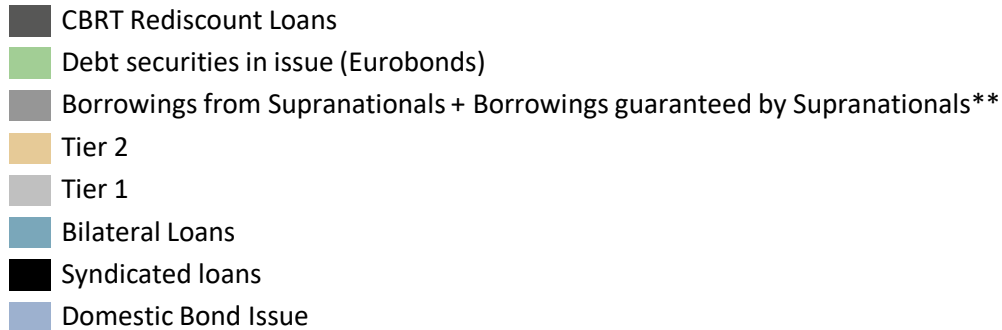 CBRT Rediscount Loans
Debt securities in issue (Eurobonds)
Borrowings from Supranationals + Borrowings guaranteed by Supranationals**
Tier 2
Tier 1
Bilateral Loans
Syndicated loans
Domestic Bond Issue